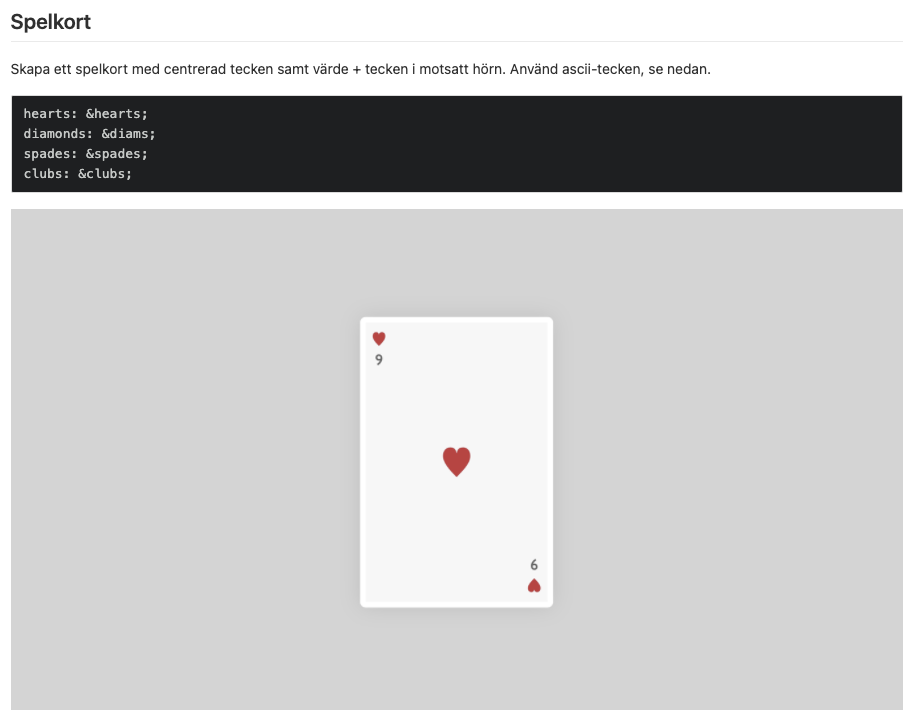 Spelkort
Skapa ett spelkort med centrerad tecken samt värde + tecken i motsatt hörn. Använd ascii-tecken, se nedan.
hearts: &hearts;
diamonds: &diams;
spades: &spades;
clubs: &clubs;
♥
9
♥
9
♥